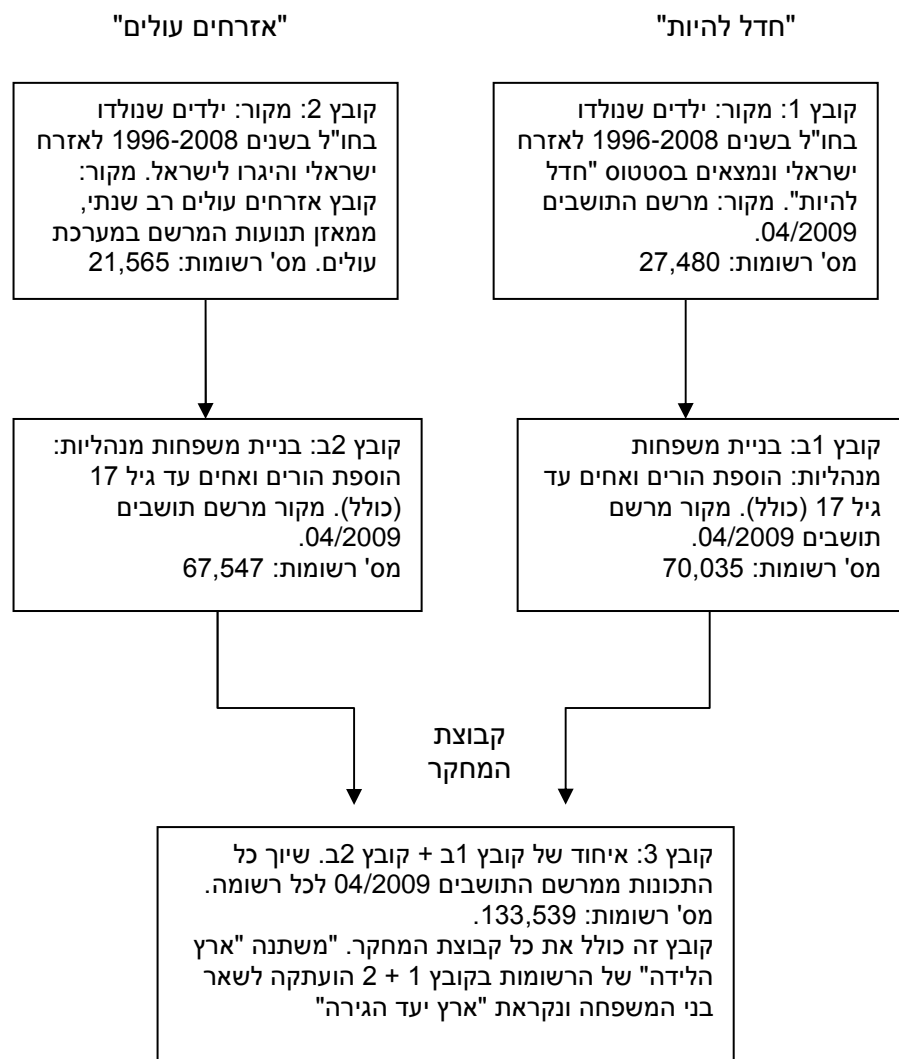 "חדל להיות"
"אזרחים עולים"
קובץ 1: מקור: ילדים שנולדו
בחו"ל בשנים 1996-2008 לאזרח
ישראלי ונמצאים בסטטוס "חדל
להיות". מקור: מרשם התושבים
04/2009.
מס' רשומות: 27,480
קובץ 2: מקור: ילדים שנולדו
בחו"ל בשנים 1996-2008 לאזרח
ישראלי והיגרו לישראל. מקור:
קובץ אזרחים עולים רב שנתי,
ממאזן תנועות המרשם במערכת
עולים. מס' רשומות: 21,565
קובץ 1ב: בניית משפחות
מנהליות: הוספת הורים ואחים עד
גיל 17 (כולל). מקור מרשם
תושבים 04/2009.
מס' רשומות: 70,035
קובץ 2ב: בניית משפחות מנהליות:
הוספת הורים ואחים עד גיל 17
(כולל). מקור מרשם תושבים
04/2009.
מס' רשומות: 67,547
קבוצת
המחקר
קובץ 3: איחוד של קובץ 1ב + קובץ 2ב. שיוך כל
התכונות ממרשם התושבים 04/2009 לכל רשומה.
מס' רשומות: 133,539.
קובץ זה כולל את כל קבוצת המחקר. "משתנה "ארץ
הלידה" של הרשומות בקובץ 1 + 2 הועתקה לשאר
בני המשפחה ונקראת "ארץ יעד הגירה"